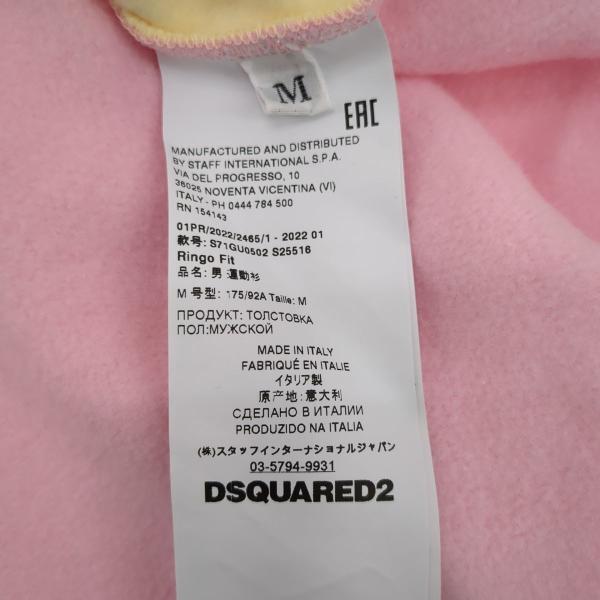 M
EAC
MANUFACTURED AND DISTRIBUTED
BY STAFF INTERNATIONAL S.P.A.
VIA DEL PROGRESSO, 10
36025 NOVENTA VICENTINA (VI)
ITALY - PH 0444 784 500
RN 154143
01PR/2022/2465/1 - 2022 01
款号: S71GU0502 S25516
Ringo Fit
品名: 男 運動衫
M 号型: 175/92A Taille: M
ПРОДУКТ: ТОЛСТОВКА
ПОЛ:МУЖСКОЙ
MADE IN ITALY
FABRIQUÉ EN ITALIE
イタリア製
原产地: 意大利
СДЕЛАНО В ИТАЛИИ
PRODUZIDO NA ITALIA
(株)スタッフインターナショナルジャパン
03-5794-9931
DSQUARED2